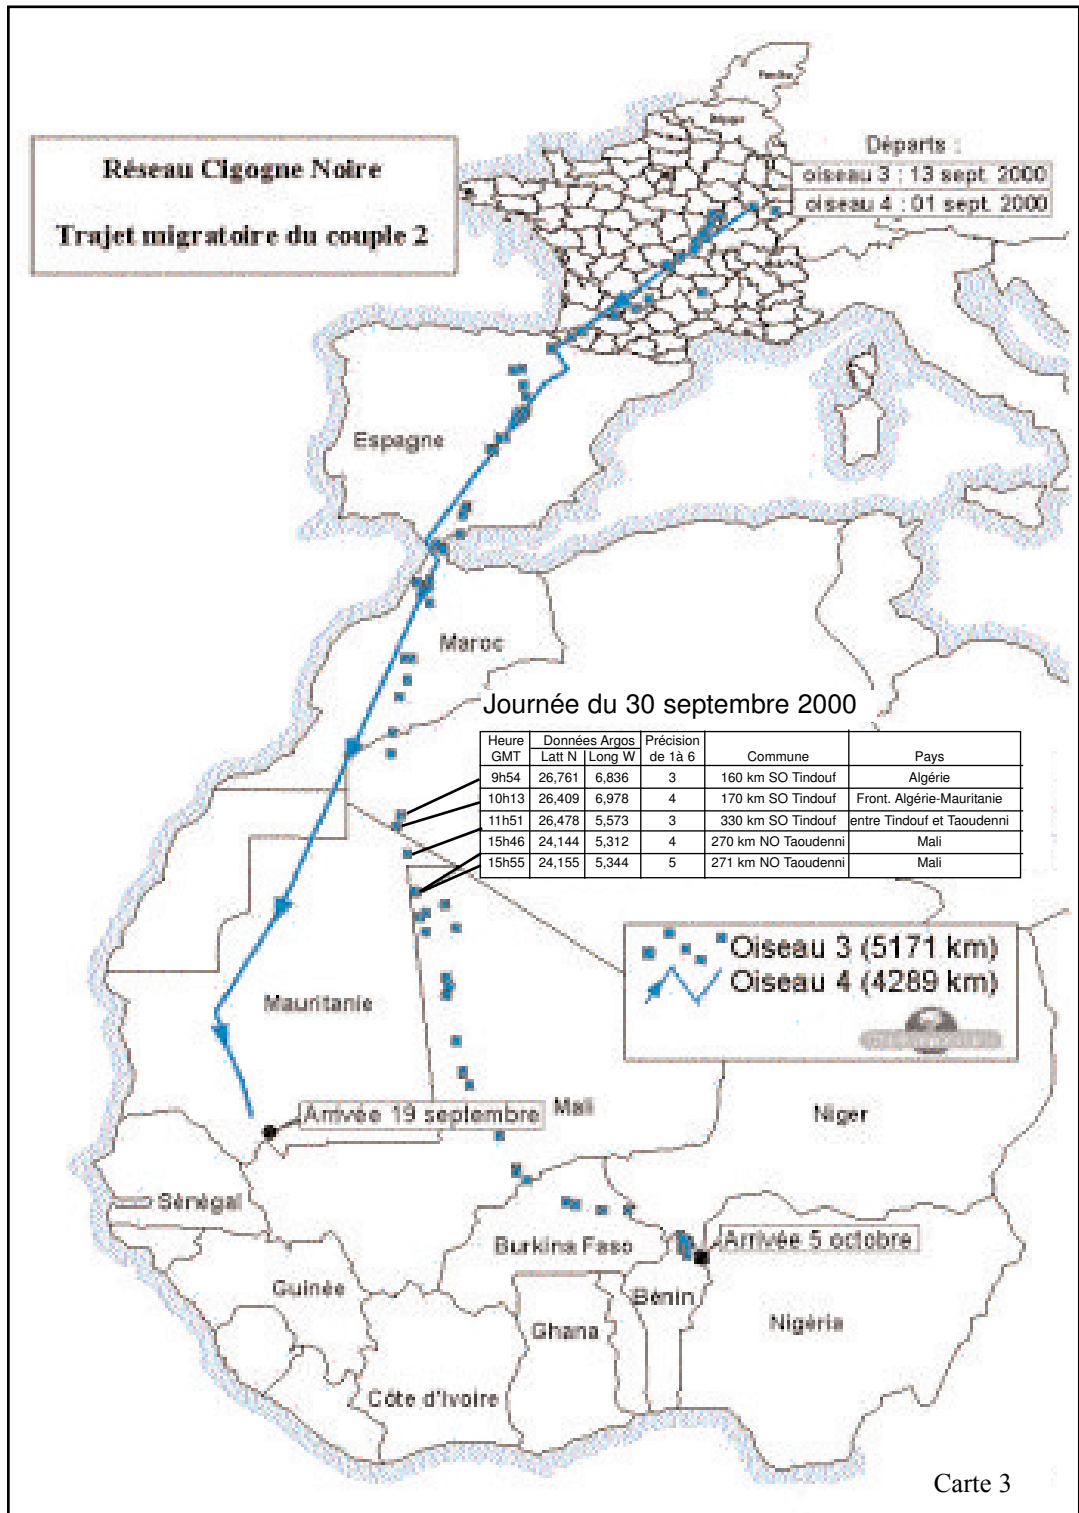 Réseau Cigogne Noire
Trajet migratoire du couple 2
Départs :
oiseau 3 : 13 sept. 2000
oiseau 4 : 01 sept. 2000
Espagne
Maroc
Journée du 30 septembre 2000
Heure GMT Données Argos Latt N Long W Précision de 1à 6 Commune Pays
9h54 26,761 6,836 3 160 km SO Tindouf Algérie
10h13 26,409 6,978 4 170 km SO Tindouf Front. Algérie-Mauritanie
11h51 26,478 5,573 3 330 km SO Tindouf entre Tindouf et Taoudenni
15h46 24,144 5,312 4 270 km NO Taoudenni Mali
15h55 24,155 5,344 5 271 km NO Taoudenni Mali
Oiseau 3 (5171 km)
Oiseau 4 (4289 km)
Mauritanie
Arrivée 19 septembre
Mali
Niger
Sénégal
Burkina Faso
Arrivée 5 octobre
Guinée
Bénin
Ghana
Nigéria
Côte d'Ivoire
Carte 3